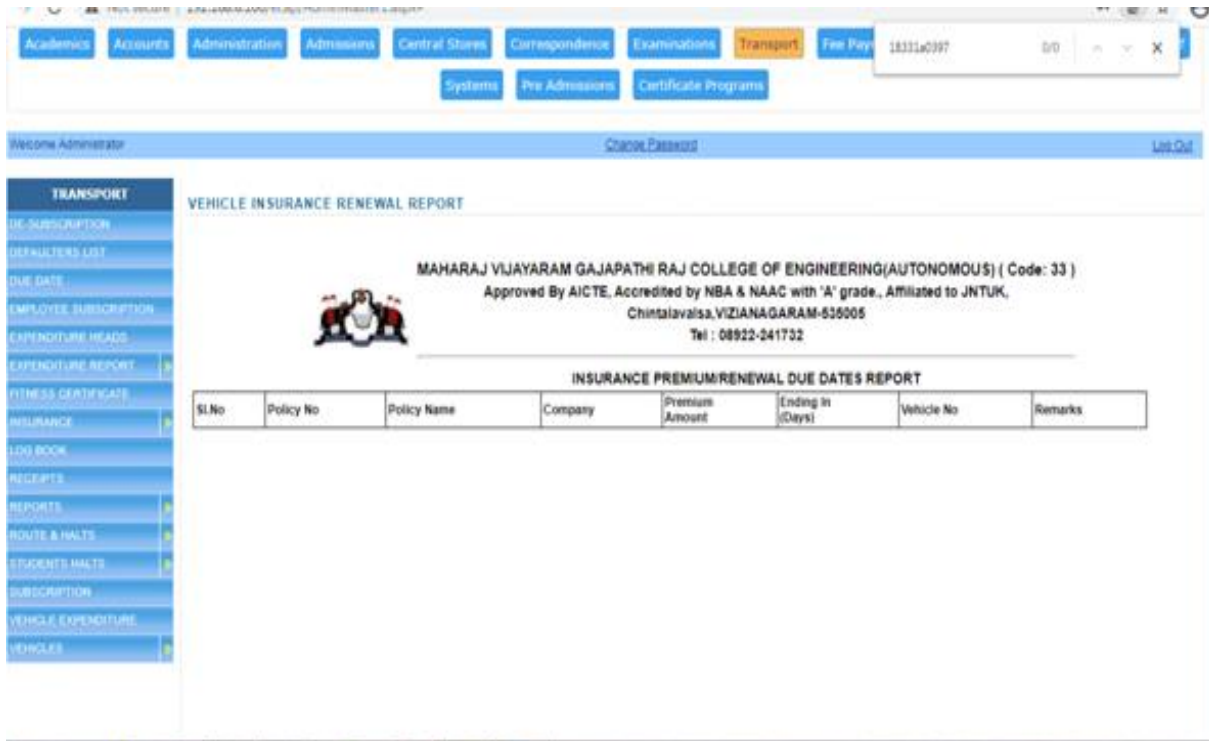 Academics Accounts Administration Admissions Central Stores Correspondence Examinations Transport Fee 18331a0397 0/0
Systems Pre Admissions Certificate Programs
Welcome Administrator Change Password Log Out
TRANSPORT
VEHICLE INSURANCE RENEWAL REPORT
DE-SUBSCRIPTION
DEFAULTERS LIST
DUE DATE
EMPLOYEE SUBSCRIPTION
EXPENDITURE HEADS
EXPENDITURE REPORT
FITNESS CERTIFICATE
INSURANCE
LOG BOOK
RECEIPTS
REPORTS
ROUTE & HALTS
STUDENTS HALTS
SUBSCRIPTION
VEHICLE EXPENDITURE
VEHICLES
MAHARAJ VIJAYARAM GAJAPATHI RAJ COLLEGE OF ENGINEERING(AUTONOMOUS) ( Code: 33 )
Approved By AICTE, Accredited by NBA & NAAC with 'A' grade., Affiliated to JNTUK,
Chintalavalsa,VIZIANAGARAM-535005
Tel : 08922-241732
INSURANCE PREMIUM/RENEWAL DUE DATES REPORT
Sl.No Policy No Policy Name Company Premium Amount Ending In (Days) Vehicle No Remarks